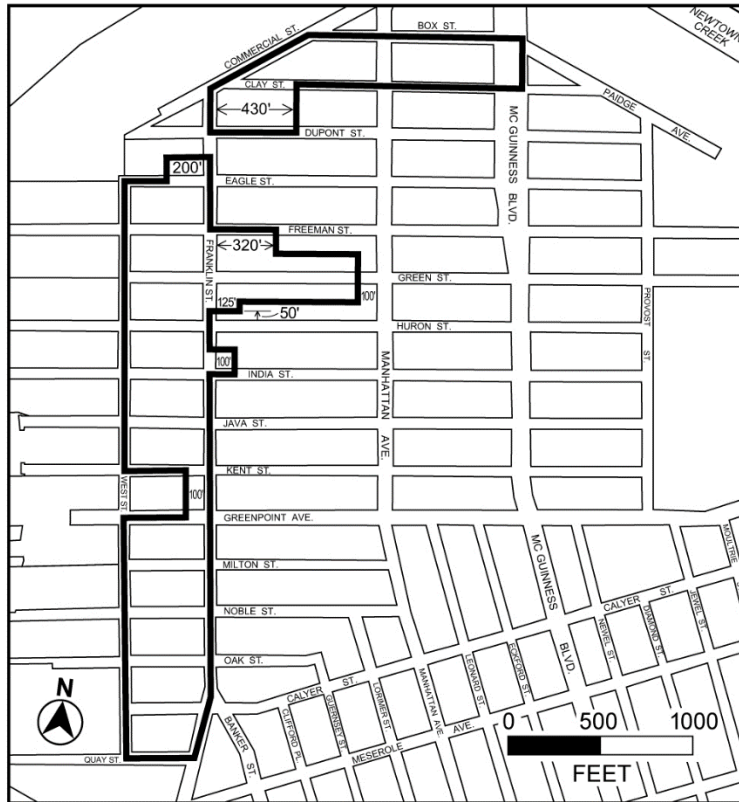 NEWTOWN
CREEK
COMMERCIAL ST.
BOX ST.
CLAY ST.
430'
DUPONT ST.
MC GUINNESS BLVD.
PAIDGE
AVE.
200'
EAGLE ST.
FREEMAN ST.
FRANKLIN ST.
320'
GREEN ST.
125'
100'
50'
HURON ST.
PROVOST ST.
100'
INDIA ST.
MANHATTAN AVE.
JAVA ST.
KENT ST.
WEST ST.
100'
GREENPOINT AVE.
MC GUINNESS BLVD.
MOULTRIE
MILTON ST.
NOBLE ST.
CALYER ST.
JEWEL ST.
DIAMOND ST.
NEWEL ST.
OAK ST.
ECKFORD ST.
LEONARD ST.
MANHATTAN AVE.
LORIMER ST.
CALYER ST.
GUERNSEY ST.
CLIFFORD PL.
BANKER ST.
MESEROLE AVE.
QUAY ST.
N
0 500 1000
FEET